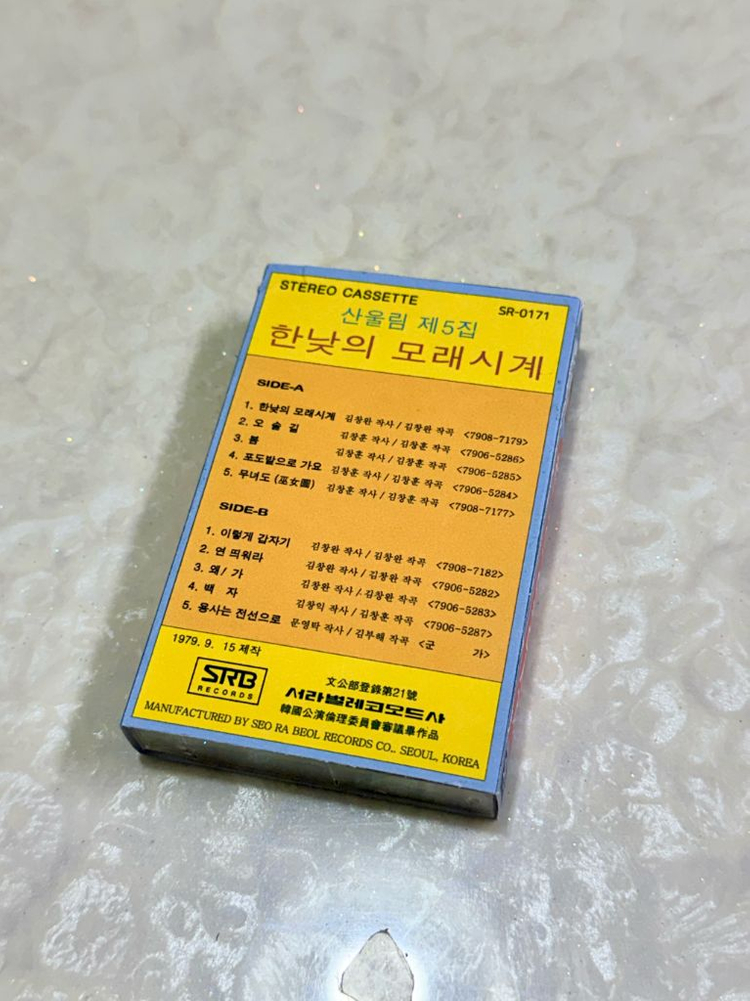 STEREO CASSETTE SR-0171
산울림 제5집
한낮의 모래시계
SIDE-A
1. 한낮의 모래시계 김창완 작사 / 김창완 작곡 <7908-7179>
2. 오 솔 길 김창훈 작사 / 김창훈 작곡 <7906-5286>
3. 봄 김창훈 작사 / 김창훈 작곡 <7906-5285>
4. 포도밭으로 가요 김창훈 작사 / 김창훈 작곡 <7906-5284>
5. 무녀도 (巫女圖) 김창훈 작사 / 김창훈 작곡 <7908-7177>
SIDE-B
1. 이렇게 갑자기 김창완 작사 / 김창완 작곡 <7908-7182>
2. 연 띄워라 김창완 작사 / 김창완 작곡 <7906-5282>
3. 왜/ 가 김창완 작사 / 김창완 작곡 <7906-5283>
4. 백 자 김창익 작사 / 김창훈 작곡 <7906-5287>
5. 용사는 전선으로 문영탁 작사 / 김부해 작곡 <군 가>
1979. 9. 15 제작
SRB
RECORDS
文公部登錄第21號
서라벌레코오드사
韓國公演倫理委員會審議畢作品
MANUFACTURED BY SEO RA BEOL RECORDS CO., SEOUL, KOREA